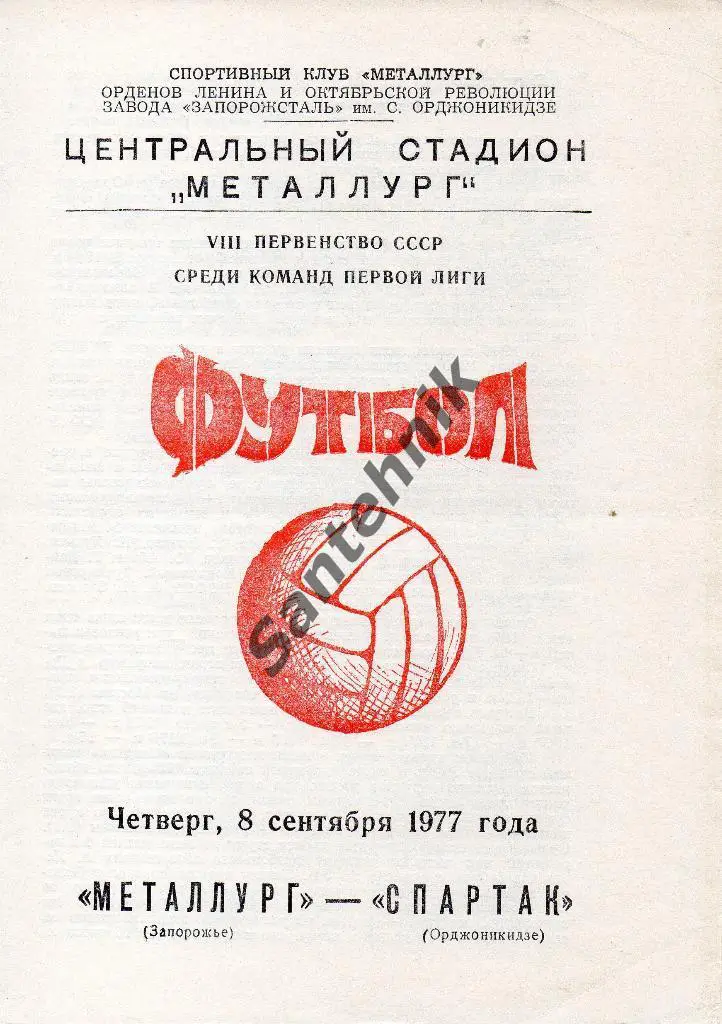 СПОРТИВНЫЙ КЛУБ «МЕТАЛЛУРГ»
ОРДЕНОВ ЛЕНИНА И ОКТЯБРЬСКОЙ РЕВОЛЮЦИИ
ЗАВОДА «ЗАПОРОЖСТАЛЬ» им. С. ОРДЖОНИКИДЗЕ
ЦЕНТРАЛЬНЫЙ СТАДИОН
„МЕТАЛЛУРГ“
VIII ПЕРВЕНСТВО СССР
СРЕДИ КОМАНД ПЕРВОЙ ЛИГИ
ФУТБОЛ
Santehnik
Четверг, 8 сентября 1977 года
«МЕТАЛЛУРГ» — «СПАРТАК»
(Запорожье) (Орджоникидзе)